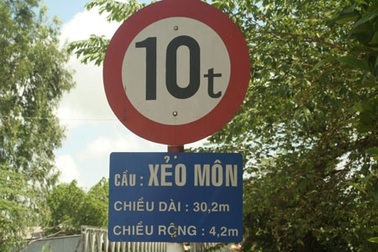 10t
CẦU : XẺO MÔN
CHIỀU DÀI : 30,2m
CHIỀU RỘNG : 4,2m